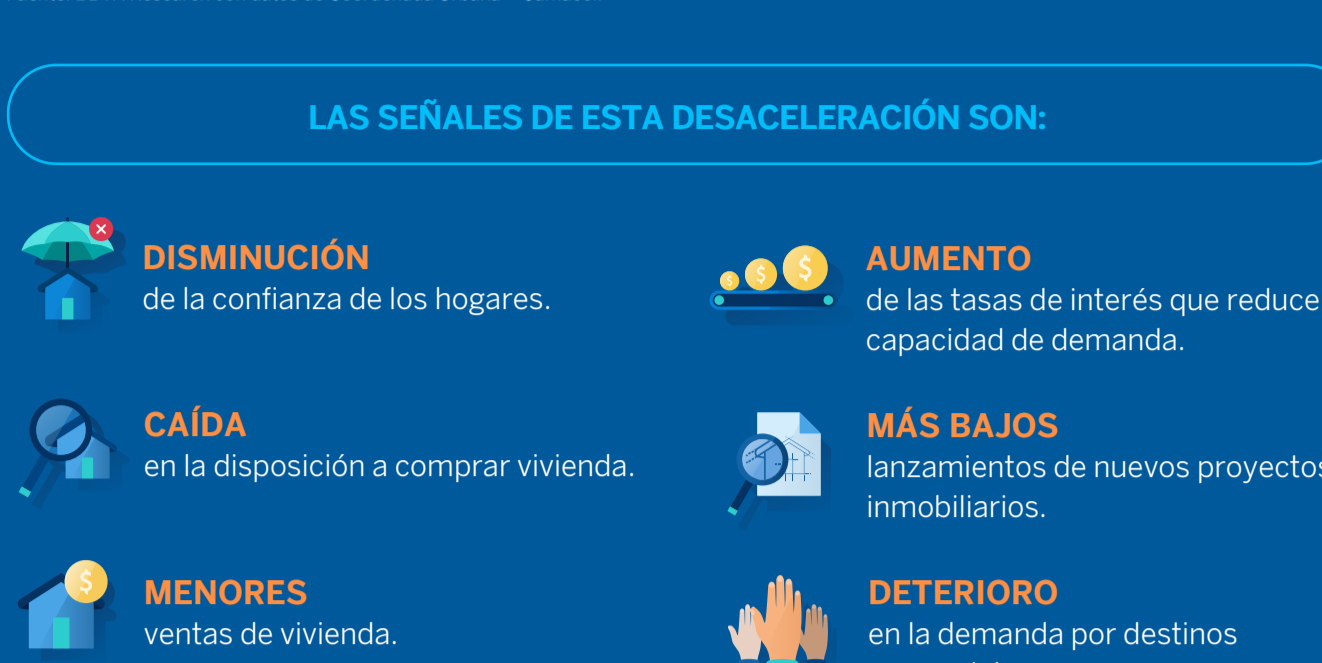 LAS SEÑALES DE ESTA DESACELERACIÓN SON:
DISMINUCIÓN
de la confianza de los hogares.
AUMENTO
de las tasas de interés que reduce
capacidad de demanda.
CAÍDA
en la disposición a comprar vivienda.
MÁS BAJOS
lanzamientos de nuevos proyectos
inmobiliarios.
MENORES
ventas de vivienda.
DETERIORO
en la demanda por destinos